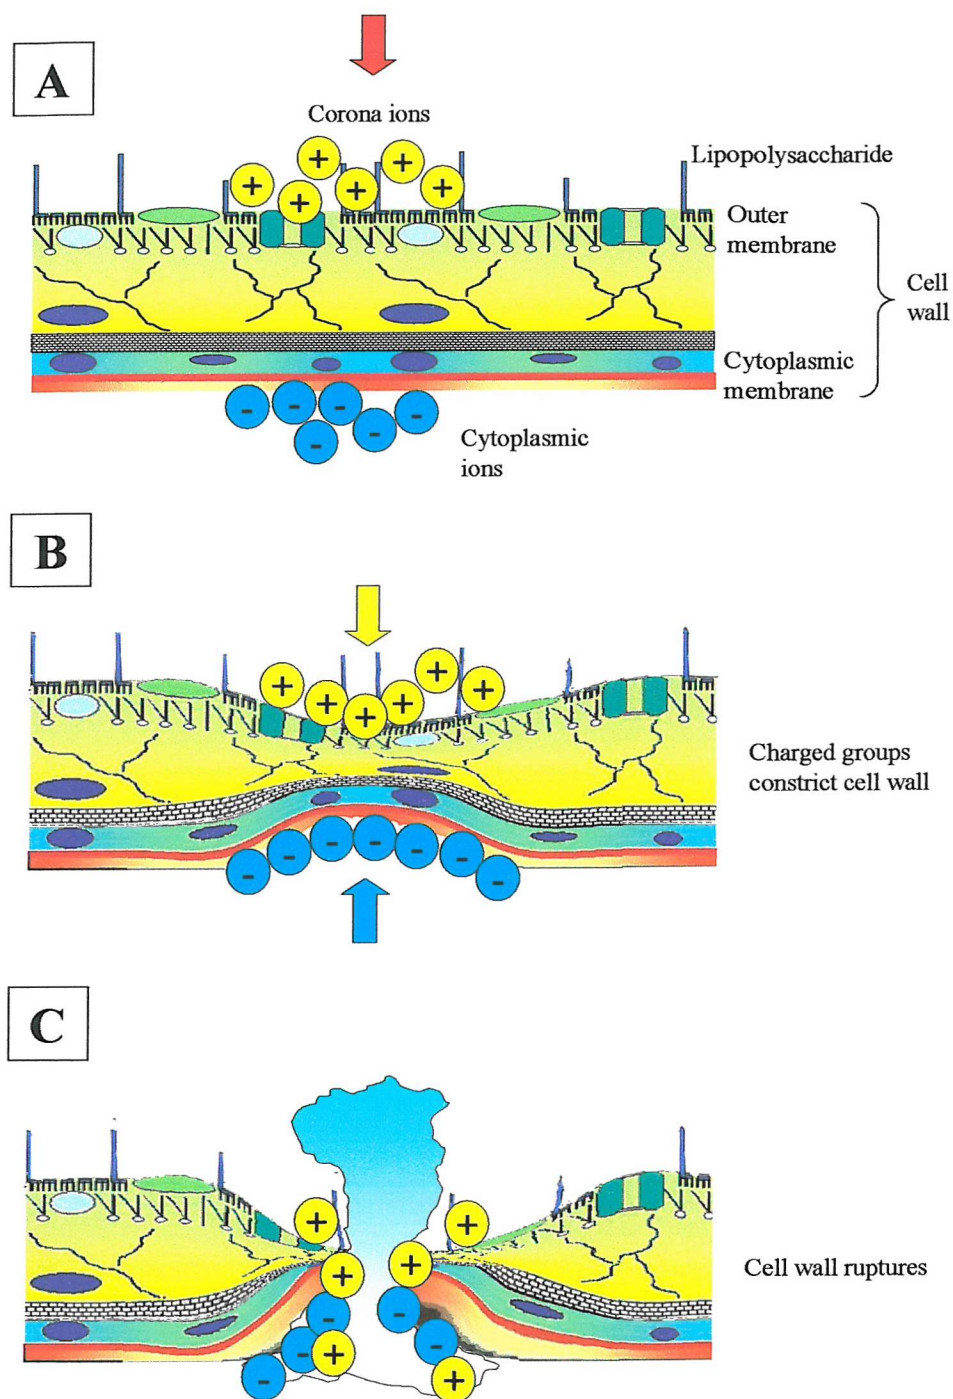 A
Corona ions
+ + + + + +
Lipopolysaccharide
Outer
membrane
Cell
wall
Cytoplasmic
membrane
- - - - - -
Cytoplasmic
ions
B
+ + + + + +
Charged groups
constrict cell wall
- - - - - - - -
C
+ +
+ +
Cell wall ruptures
- -
- + -
- +